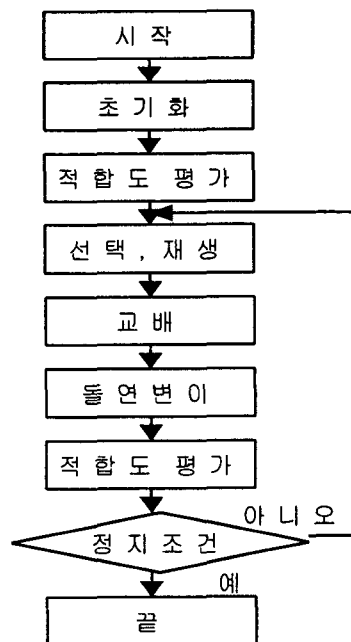 시 작
초 기 화
적 합 도 평 가
선 택 , 재 생
교 배
돌 연 변 이
적 합 도 평 가
아 니 오
정 지 조 건
예
끝